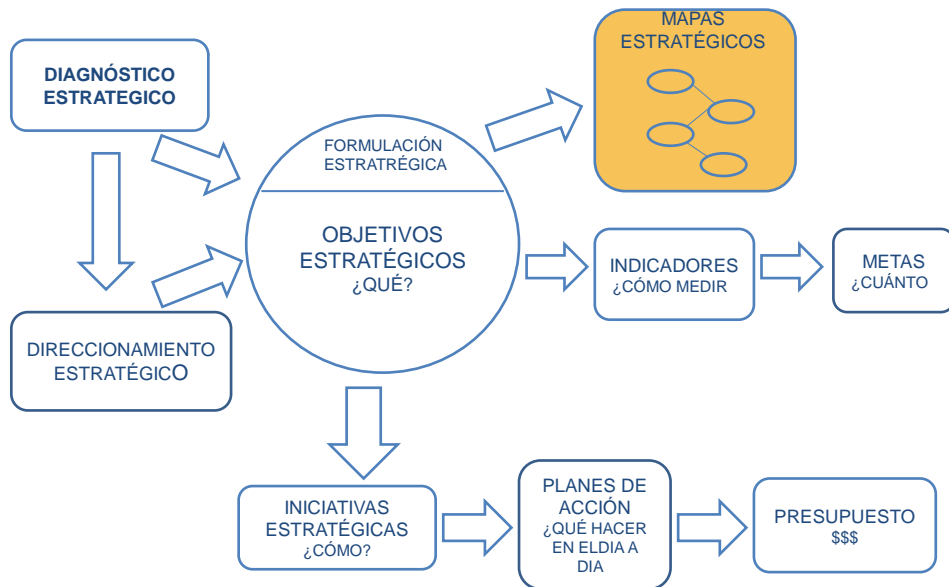 DIAGNÓSTICO
ESTRATEGICO
MAPAS
ESTRATÉGICOS
FORMULACIÓN
ESTRATRÉGICA
OBJETIVOS
ESTRATÉGICOS
¿QUÉ?
INDICADORES
¿CÓMO MEDIR
METAS
¿CUÁNTO
DIRECCIONAMIENTO
ESTRATÉGICO
INICIATIVAS
ESTRATÉGICAS
¿CÓMO?
PLANES DE
ACCIÓN
¿QUÉ HACER
EN ELDIA A
DIA
PRESUPUESTO
$$$